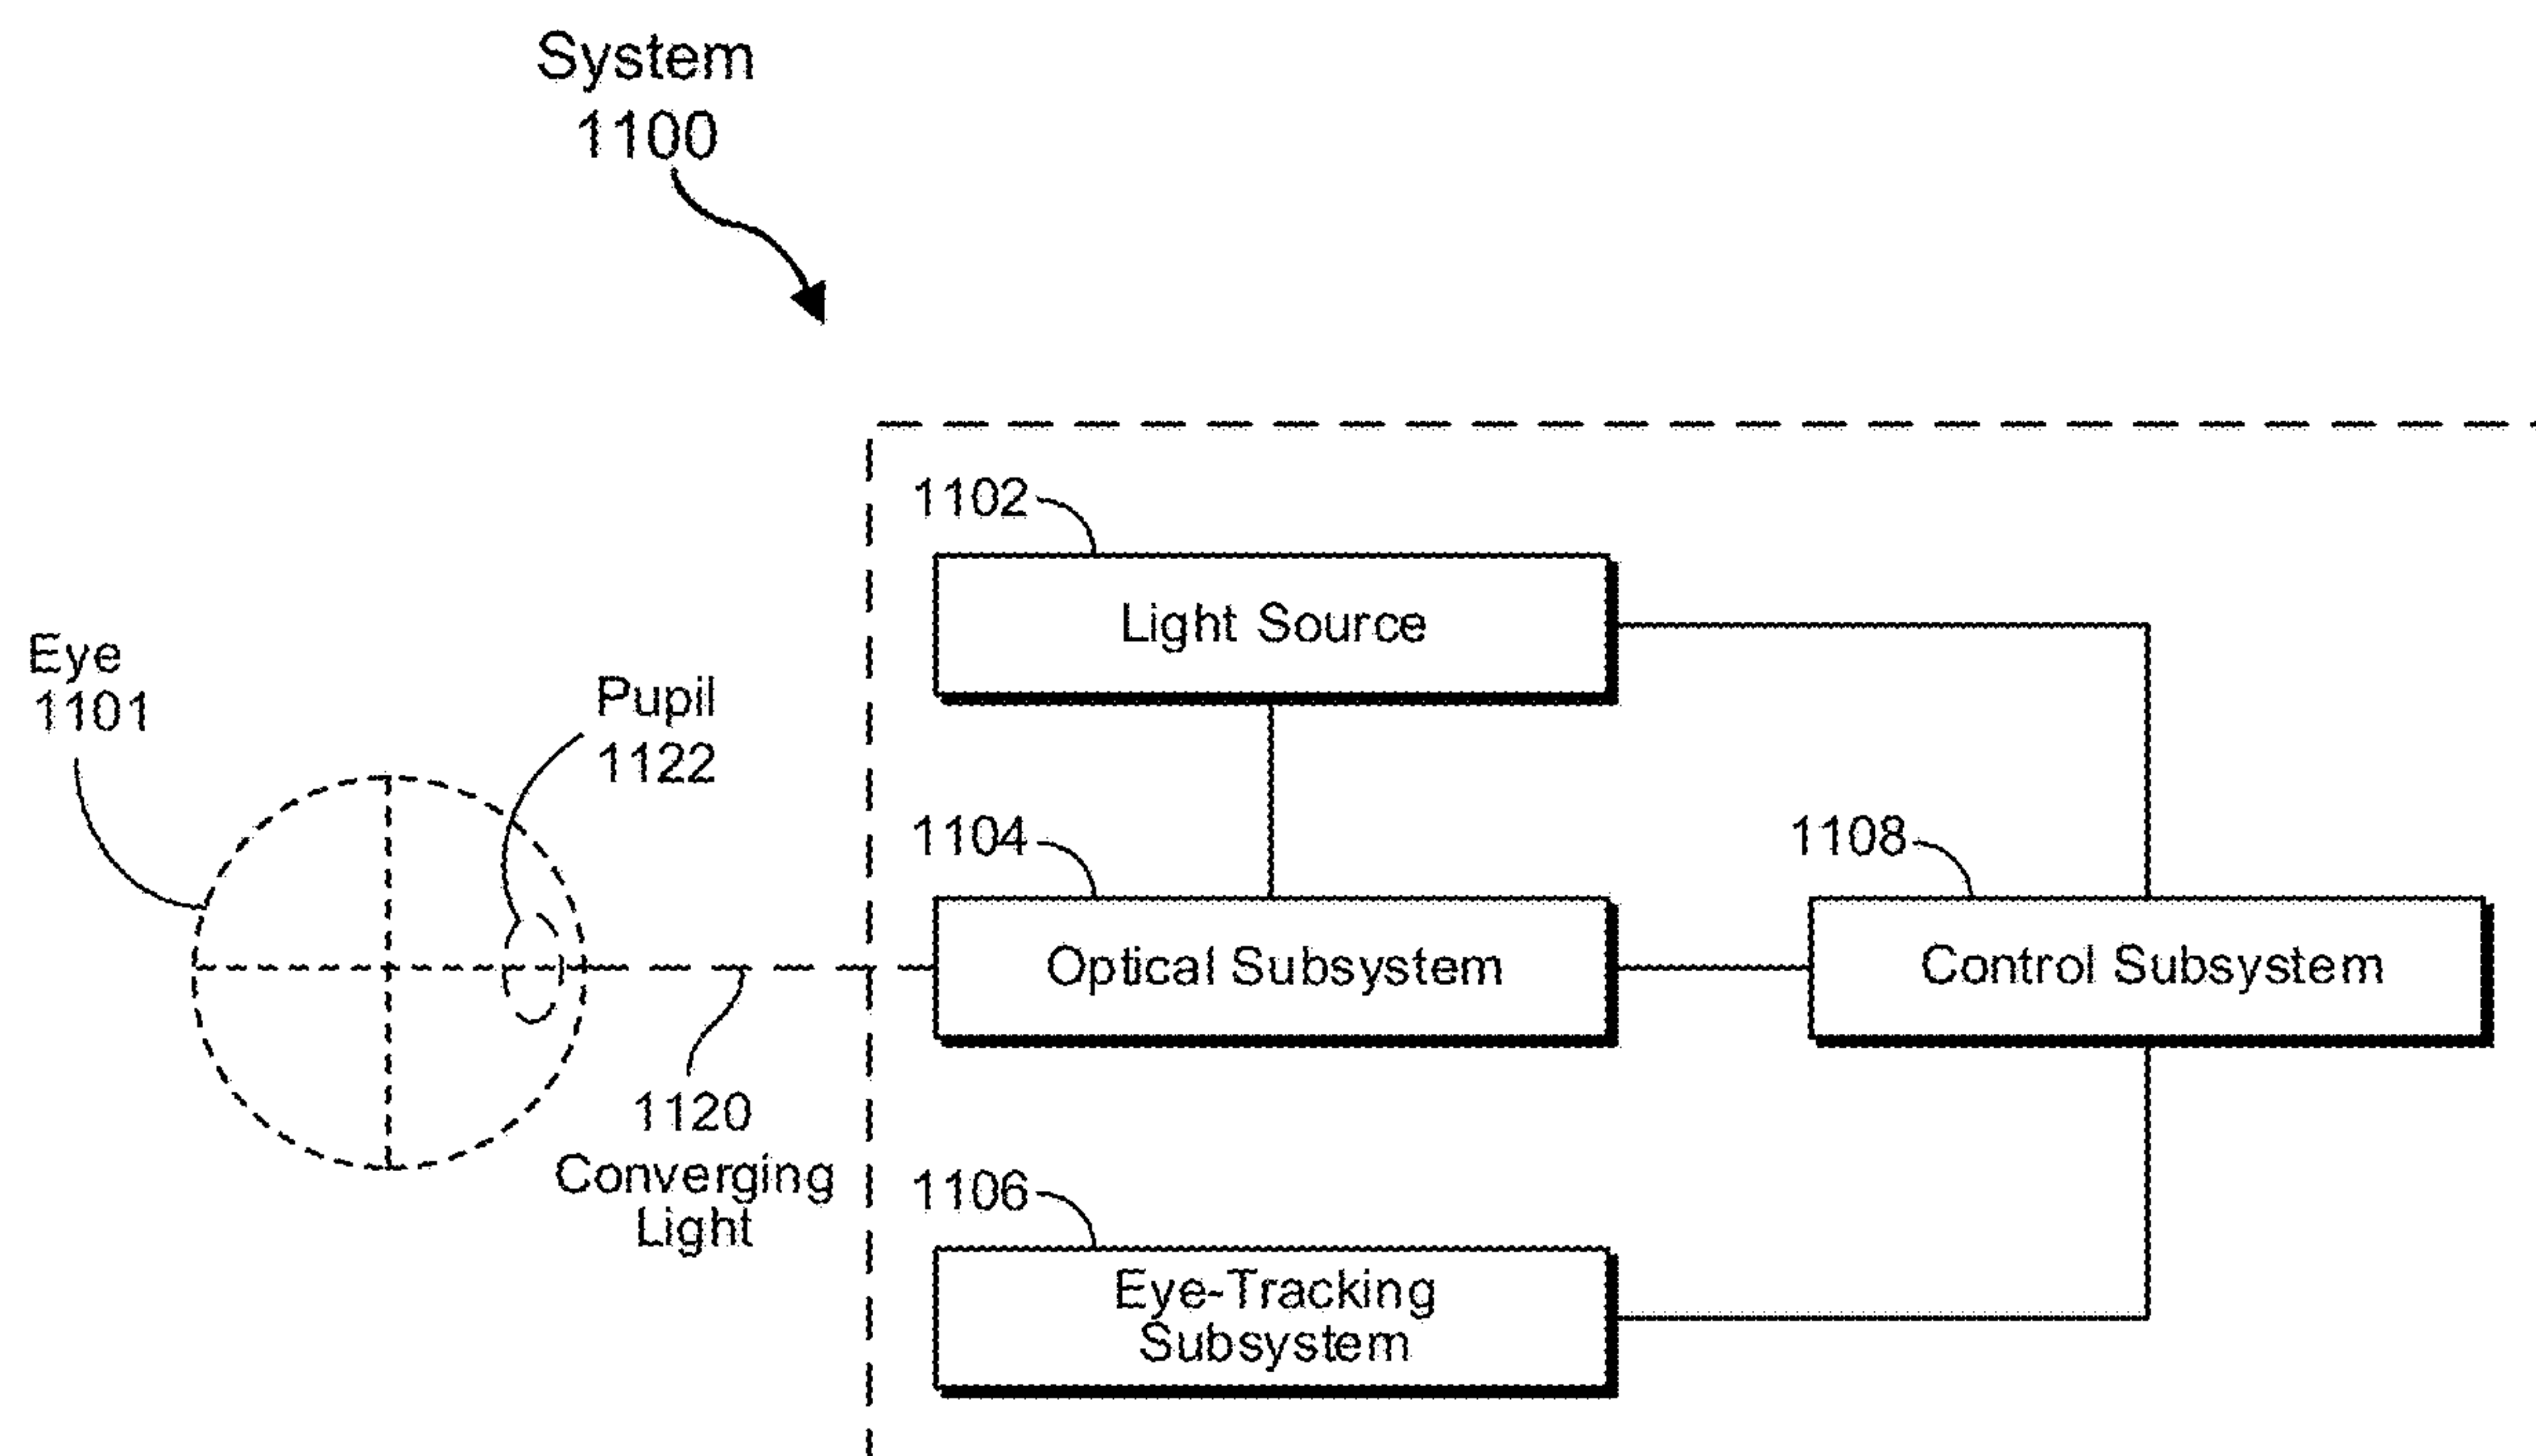 System
1100
1102
Light Source
Eye
1101
Pupil
1122
1104
Optical Subsystem
1108
Control Subsystem
1120
Converging
Light
1106
Eye-Tracking
Subsystem